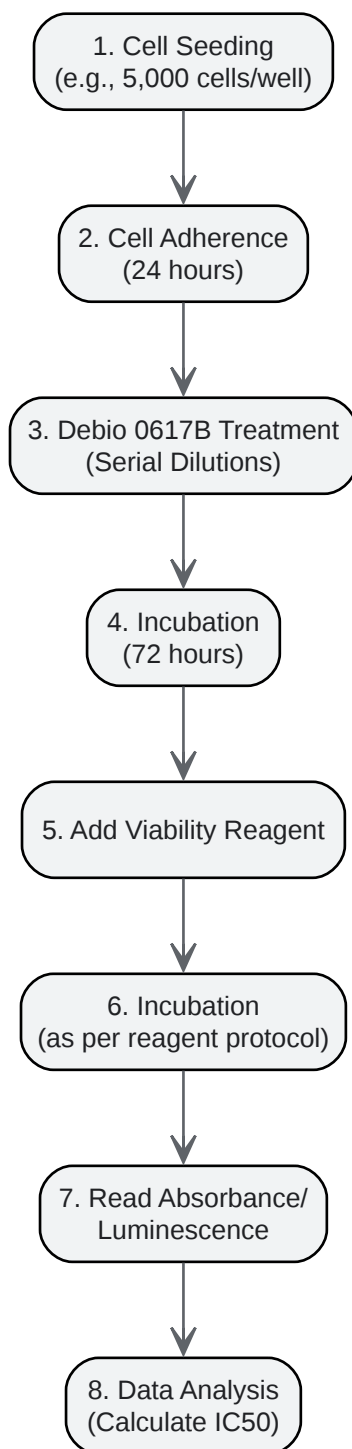 1. Cell Seeding
(e.g., 5,000 cells/well)
2. Cell Adherence
(24 hours)
3. Debio 0617B Treatment
(Serial Dilutions)
4. Incubation
(72 hours)
5. Add Viability Reagent
6. Incubation
(as per reagent protocol)
7. Read Absorbance/
Luminescence
8. Data Analysis
(Calculate IC50)